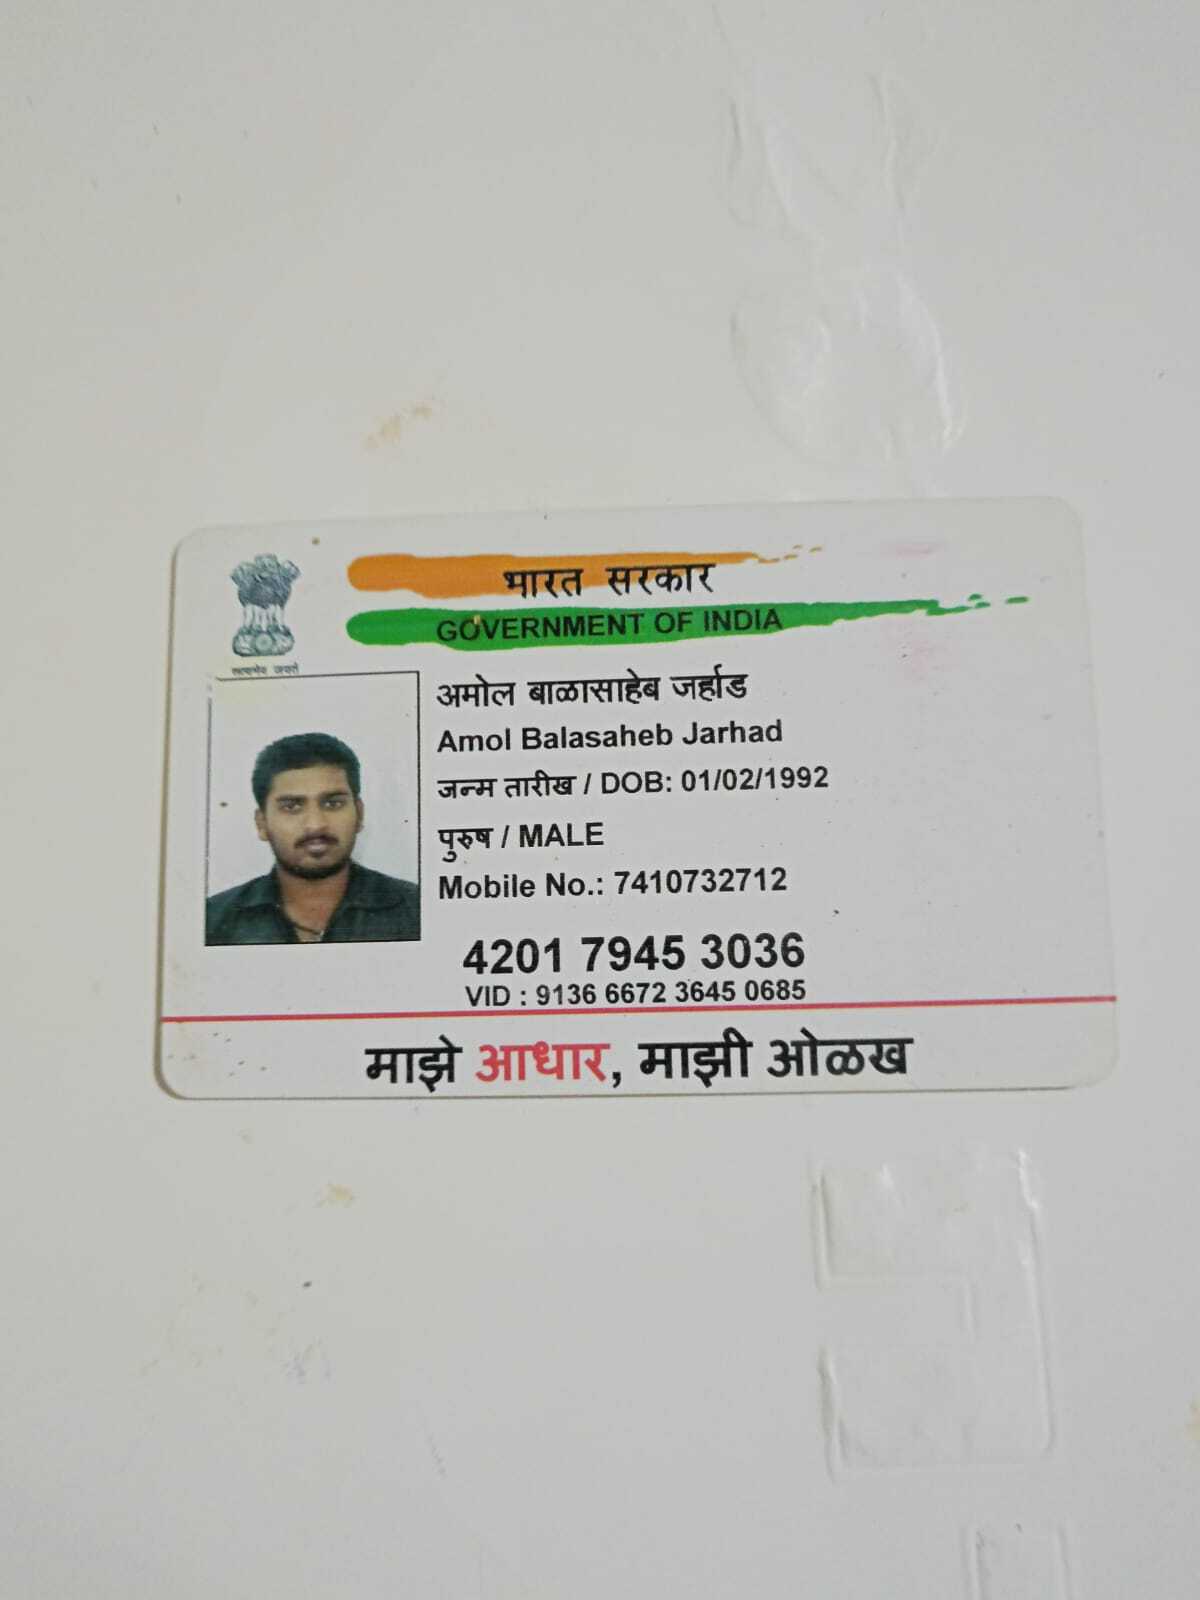 भारत सरकार
GOVERNMENT OF INDIA
सत्यमेव जयते
अमोल बाळासाहेब जर्हाड
Amol Balasaheb Jarhad
जन्म तारीख / DOB: 01/02/1992
पुरुष / MALE
Mobile No.: 7410732712
4201 7945 3036
VID : 9136 6672 3645 0685
माझे आधार, माझी ओळख